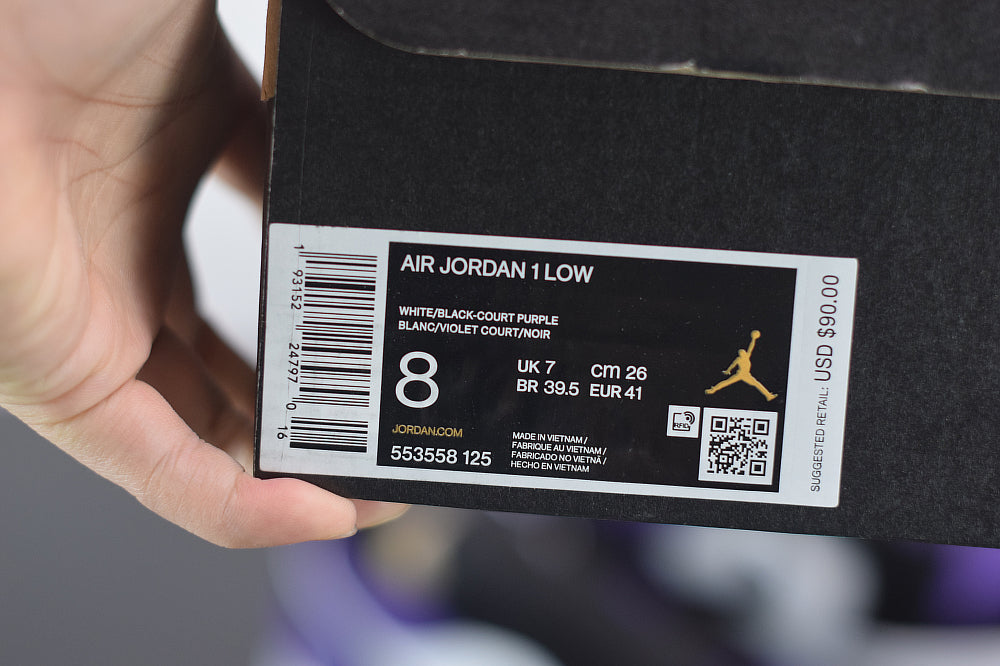 1 93152 24797 0 16
AIR JORDAN 1 LOW
WHITE/BLACK-COURT PURPLE
BLANC/VIOLET COURT/NOIR
8
UK 7 cm 26
BR 39.5 EUR 41
JORDAN.COM
553558 125
MADE IN VIETNAM /
FABRIQUE AU VIETNAM /
FABRICADO NO VIETNÃ /
HECHO EN VIETNAM
RFID
SUGGESTED RETAIL: USD $90.00